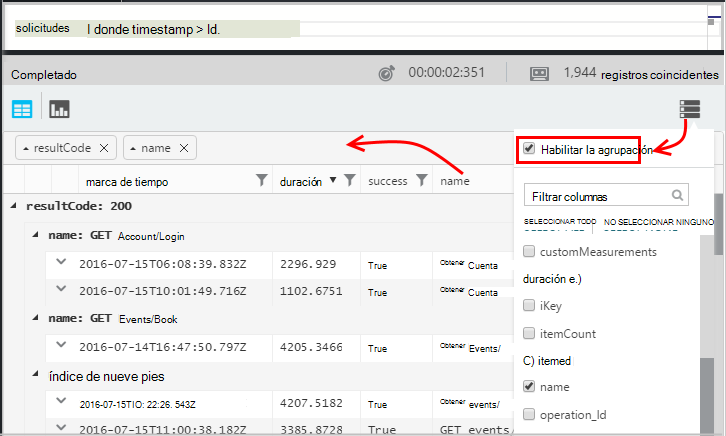 solicitudes | donde timestamp > Id.
Completado 00:00:02:351 1,944 registros coincidentes
resultCode × name ×
Habilitar la agrupación
marca de tiempo duración success name
Filtrar columnas
SELECCIONAR TODO NO SELECCIONAR NINGUNO
resultCode: 200
name: GET Account/Login
customMeasurements
2016-07-15T06:08:39.832Z 2296.929 True Obtener Cuenta
duración e.)
2016-07-15T10:01:49.716Z 1102.6751 True Obtener Cuenta
iKey
name: GET Events/Book
itemCount
2016-07-14T16:47:50.797Z 4205.3466 True Obtener Events/
C) itemed
índice de nueve pies
name
2016-07-15TIO: 22:26. 543Z 4207.5182 True Obtener events/
operation_Id
2016-07-15T11:00:38.182Z 3385.8728 True GET events/